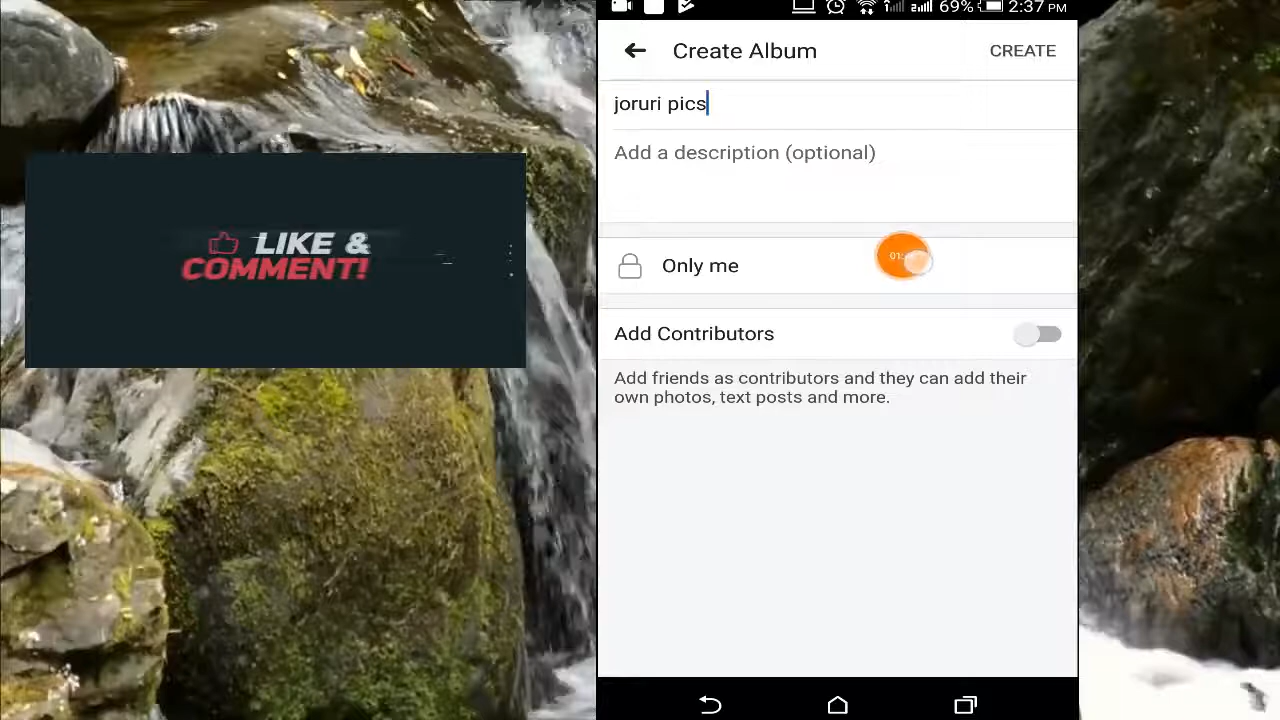 LIKE &
COMMENT!
69% 2:37 PM
Create Album
CREATE
joruri pics
Add a description (optional)
Only me
Add Contributors
Add friends as contributors and they can add their
own photos, text posts and more.